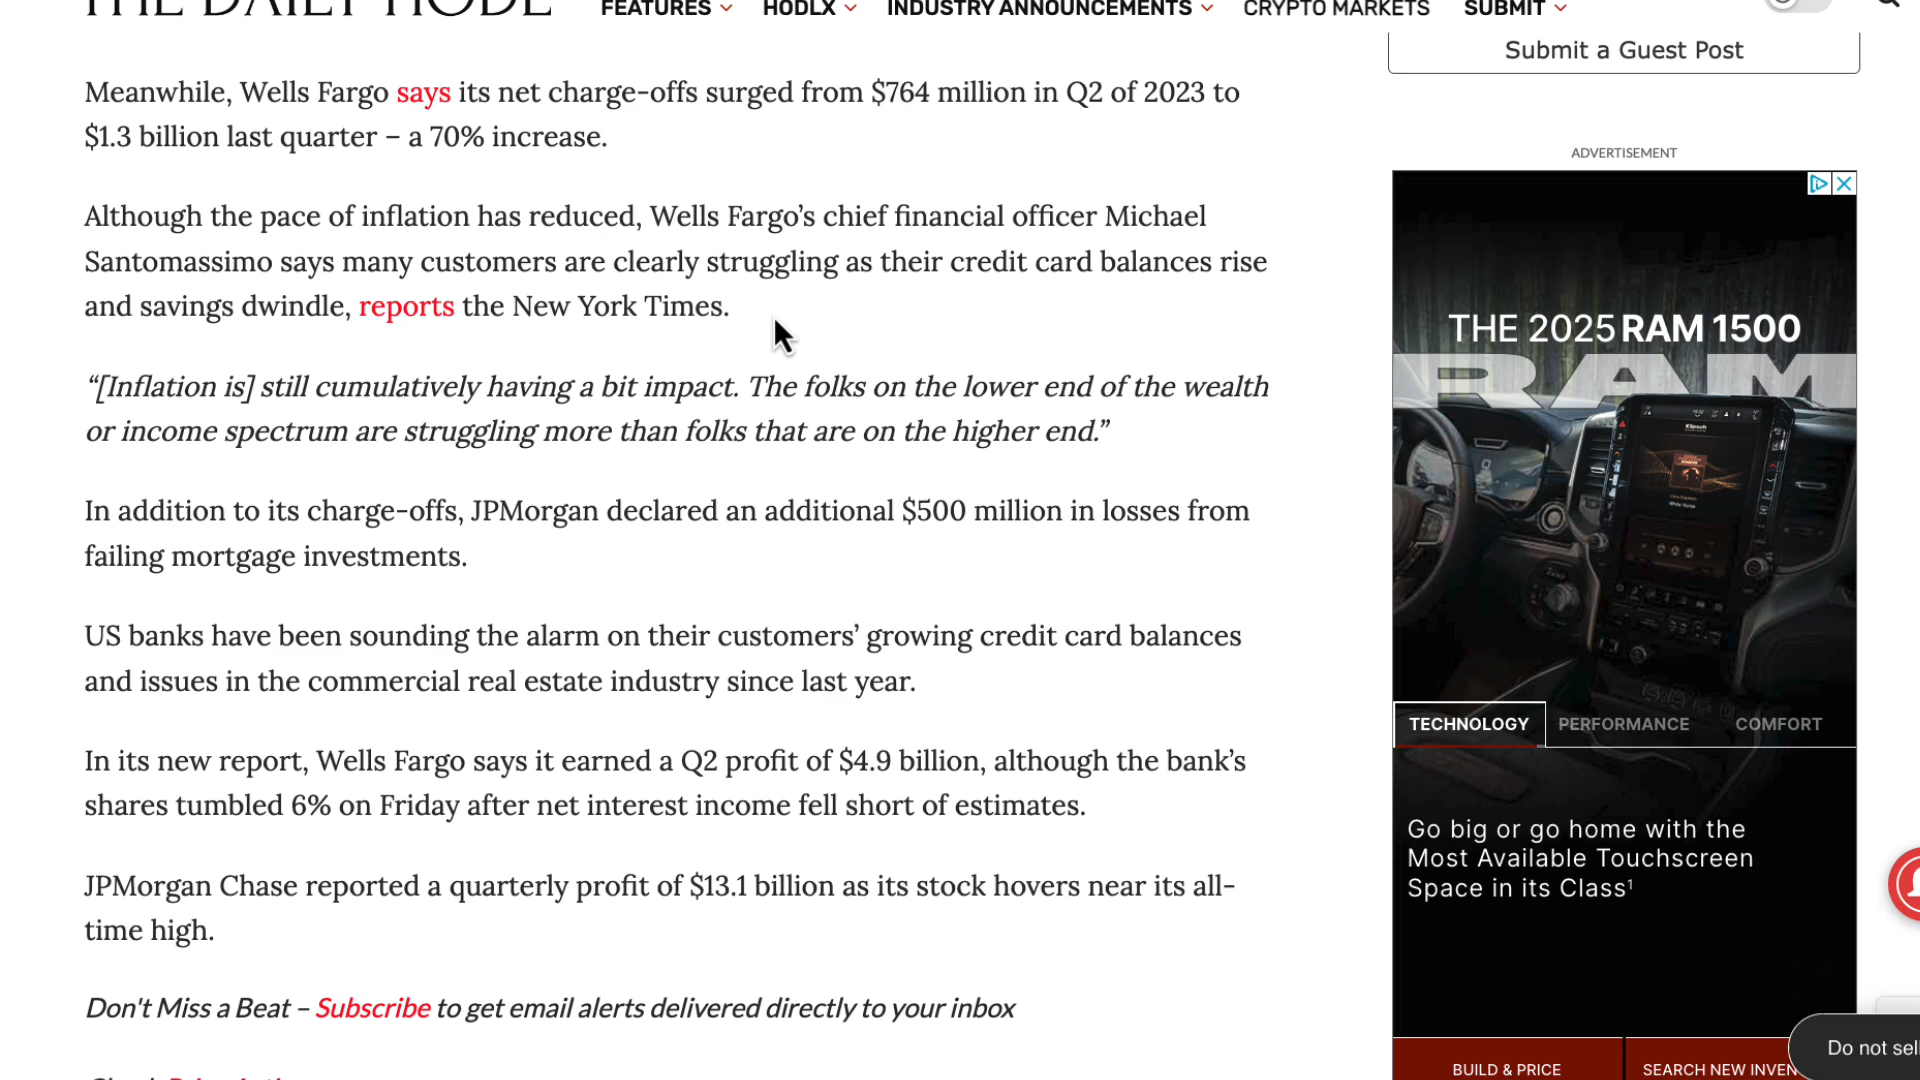 THE DAILY HODL
FEATURES
HODLX
INDUSTRY ANNOUNCEMENTS
CRYPTO MARKETS
SUBMIT
Submit a Guest Post
Meanwhile, Wells Fargo says its net charge-offs surged from $764 million in Q2 of 2023 to
$1.3 billion last quarter – a 70% increase.
Although the pace of inflation has reduced, Wells Fargo’s chief financial officer Michael
Santomassimo says many customers are clearly struggling as their credit card balances rise
and savings dwindle, reports the New York Times.
“[Inflation is] still cumulatively having a bit impact. The folks on the lower end of the wealth
or income spectrum are struggling more than folks that are on the higher end.”
In addition to its charge-offs, JPMorgan declared an additional $500 million in losses from
failing mortgage investments.
US banks have been sounding the alarm on their customers’ growing credit card balances
and issues in the commercial real estate industry since last year.
In its new report, Wells Fargo says it earned a Q2 profit of $4.9 billion, although the bank’s
shares tumbled 6% on Friday after net interest income fell short of estimates.
JPMorgan Chase reported a quarterly profit of $13.1 billion as its stock hovers near its all-
time high.
Don't Miss a Beat – Subscribe to get email alerts delivered directly to your inbox
ADVERTISEMENT
THE 2025 RAM 1500
RAM
Klipsch
TECHNOLOGY
PERFORMANCE
COMFORT
Go big or go home with the
Most Available Touchscreen
Space in its Class¹
BUILD & PRICE
SEARCH NEW INVEN
Do not sell